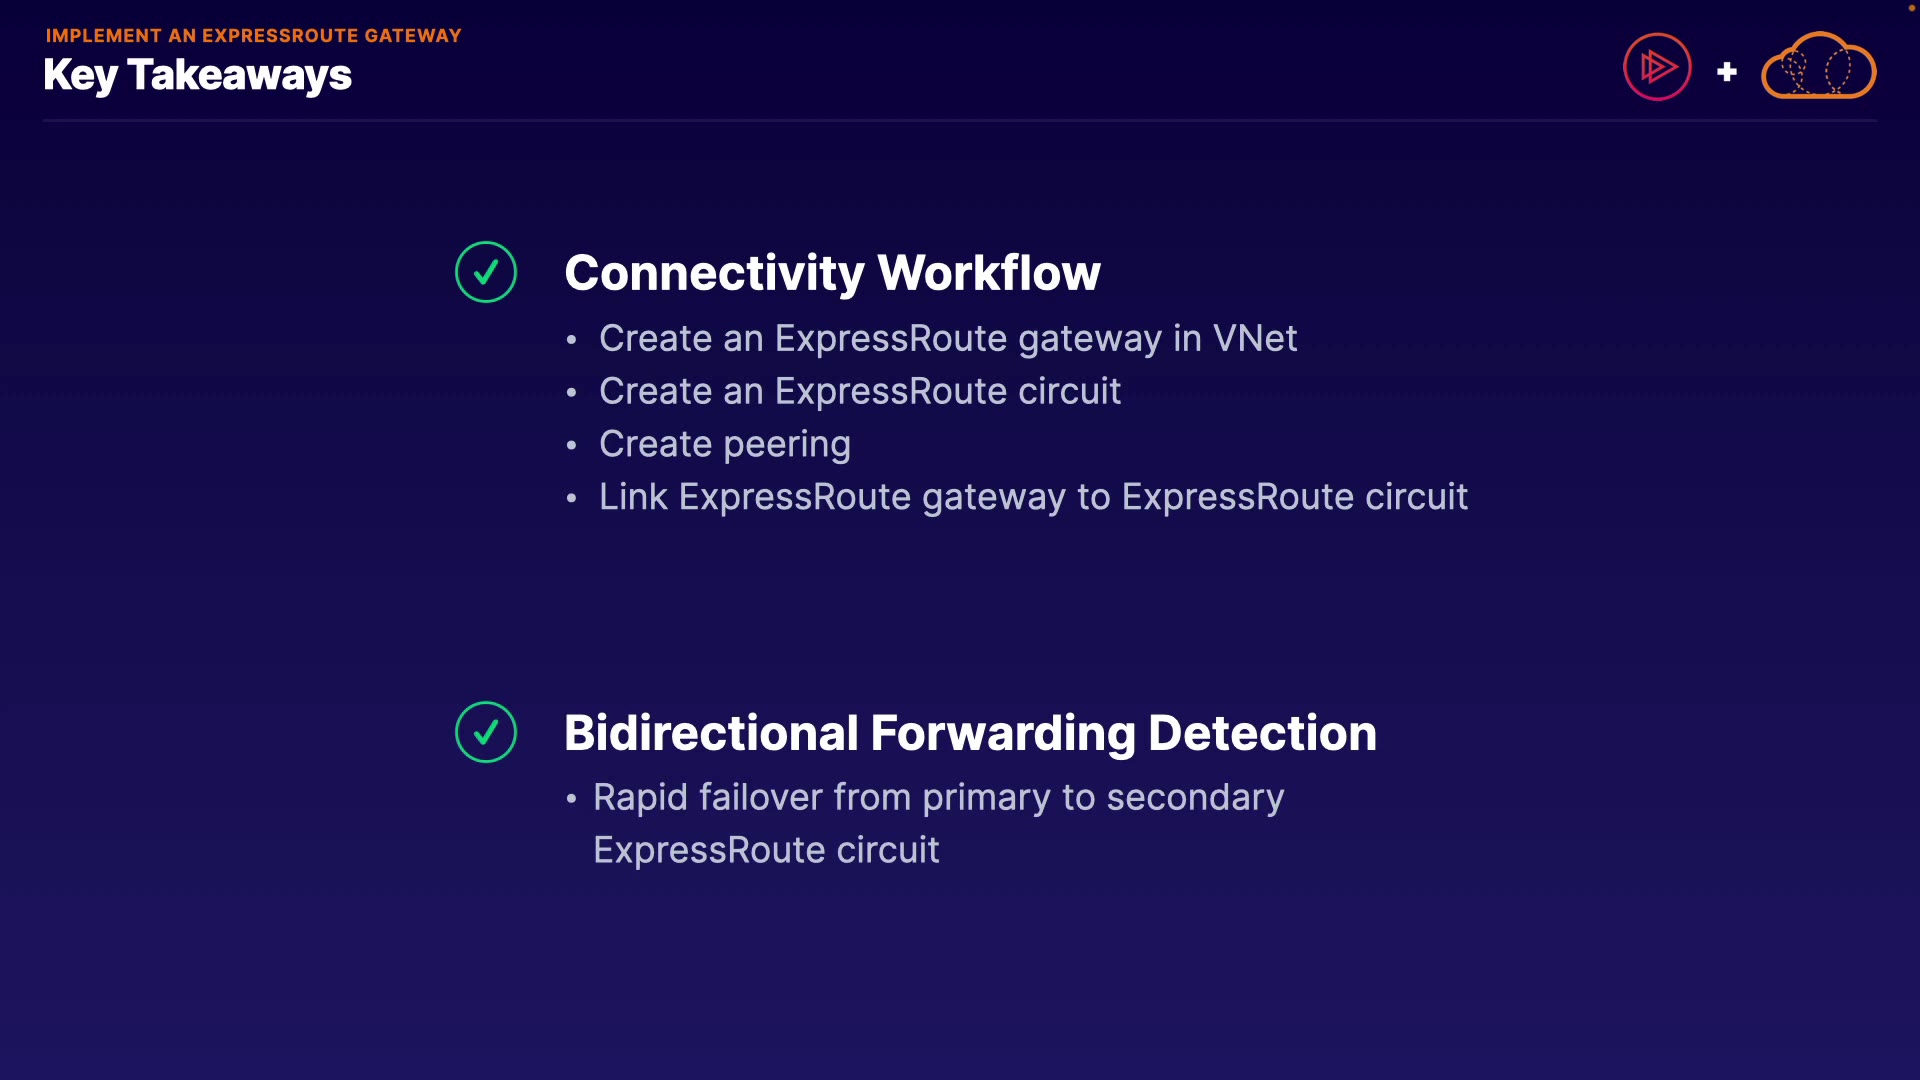 IMPLEMENT AN EXPRESSROUTE GATEWAY
Key Takeaways
+
Connectivity Workflow
• Create an ExpressRoute gateway in VNet
• Create an ExpressRoute circuit
• Create peering
• Link ExpressRoute gateway to ExpressRoute circuit
Bidirectional Forwarding Detection
• Rapid failover from primary to secondary
ExpressRoute circuit